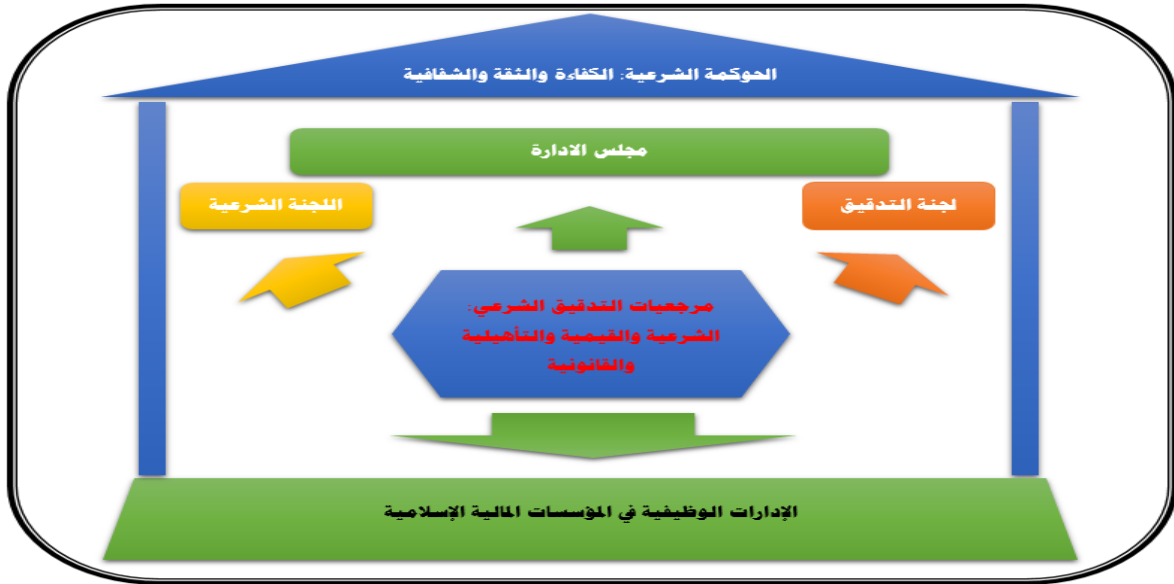 الحوكمة الشرعية: الكفاءة والثقة والشفافية
مجلس الادارة
لجنة التدقيق
اللجنة الشرعية
مرجعيات التدقيق الشرعي:
الشرعية والقيمية والتأهيلية
والقانونية
الإدارات الوظيفية في المؤسسات المالية الإسلامية